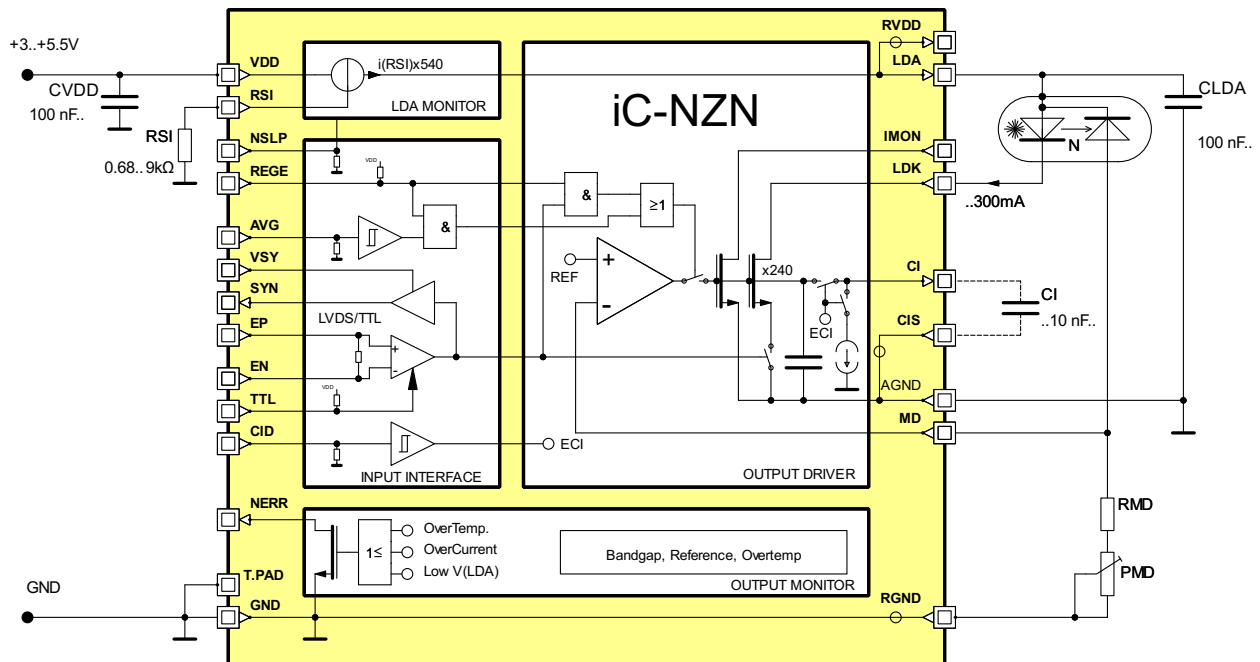 RVDD
+3..+5.5V
VDD
i(RSI)x540
LDA
CVDD
RSI
LDA MONITOR
CLDA
100 nF..
iC-NZN
RSI
NSLP
IMON
N
100 nF..
0.68..9kΩ
REGE
VDD
LDK
&
≥1
..300mA
AVG
&
VSY
REF
+
x240
CI
SYN
-
CI
LVDS/TTL
ECI
..10 nF..
EP
+
CIS
EN
-
VDD
AGND
TTL
MD
CID
ECI
INPUT INTERFACE
OUTPUT DRIVER
NERR
RMD
OverTemp.
1≤
OverCurrent
Bandgap, Reference, Overtemp
Low V(LDA)
PMD
GND
T.PAD
OUTPUT MONITOR
GND
RGND